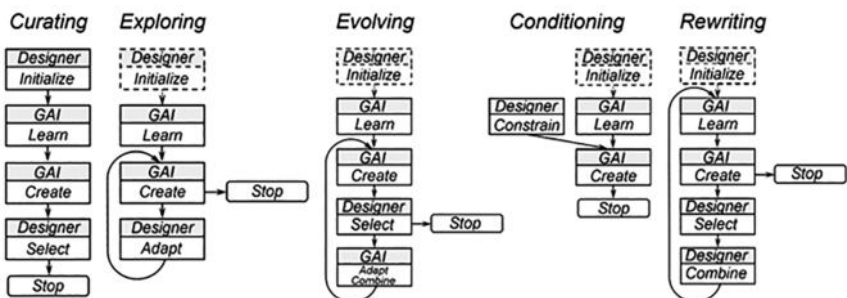 Curating
Designer
Initialize
GAI
Learn
GAI
Create
Designer
Select
Stop
Exploring
Designer
Initialize
GAI
Learn
GAI
Create
Stop
Designer
Adapt
Evolving
Designer
Initialize
GAI
Learn
GAI
Create
Designer
Select
Stop
GAI
Adapt
Combine
Conditioning
Designer
Initialize
Designer
Constrain
GAI
Learn
GAI
Create
Stop
Rewriting
Designer
Initialize
GAI
Learn
GAI
Create
Stop
Designer
Select
Designer
Combine